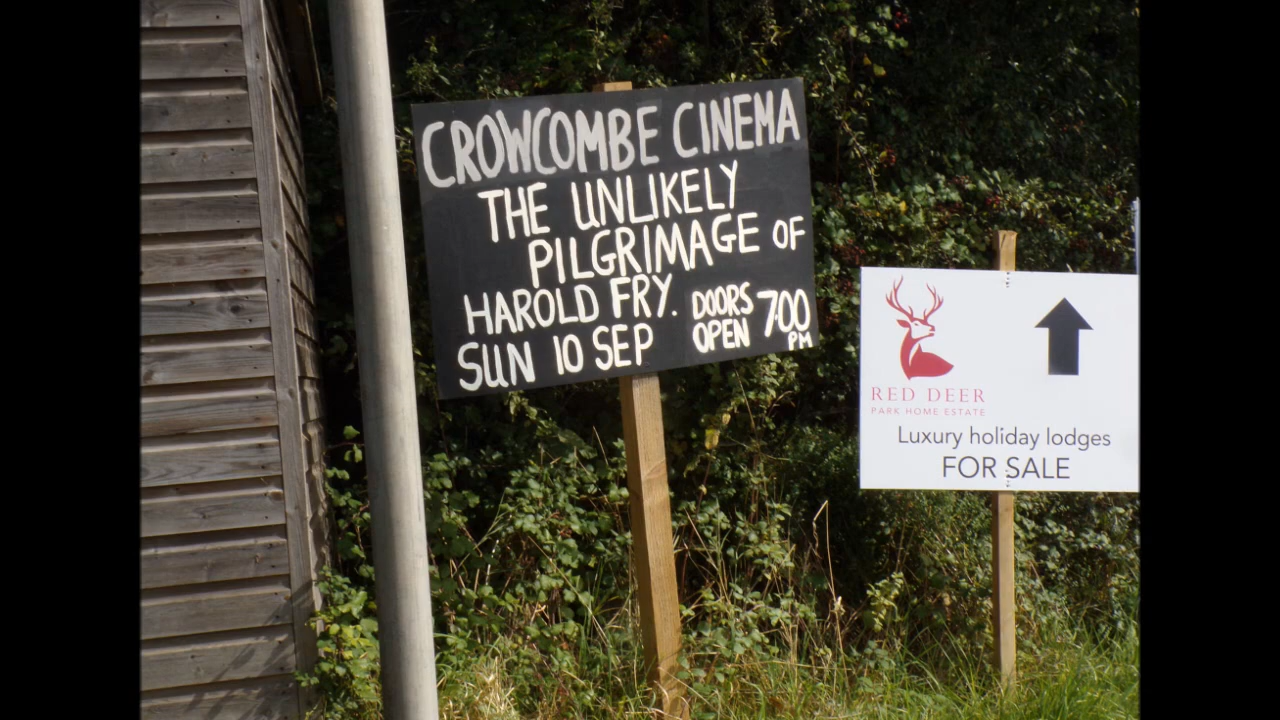 CROWCOMBE CINEMA
THE UNLIKELY
PILGRIMAGE OF
HAROLD FRY. DOORS 7.00
SUN 10 SEP OPEN PM
RED DEER
PARK HOME ESTATE
Luxury holiday lodges
FOR SALE